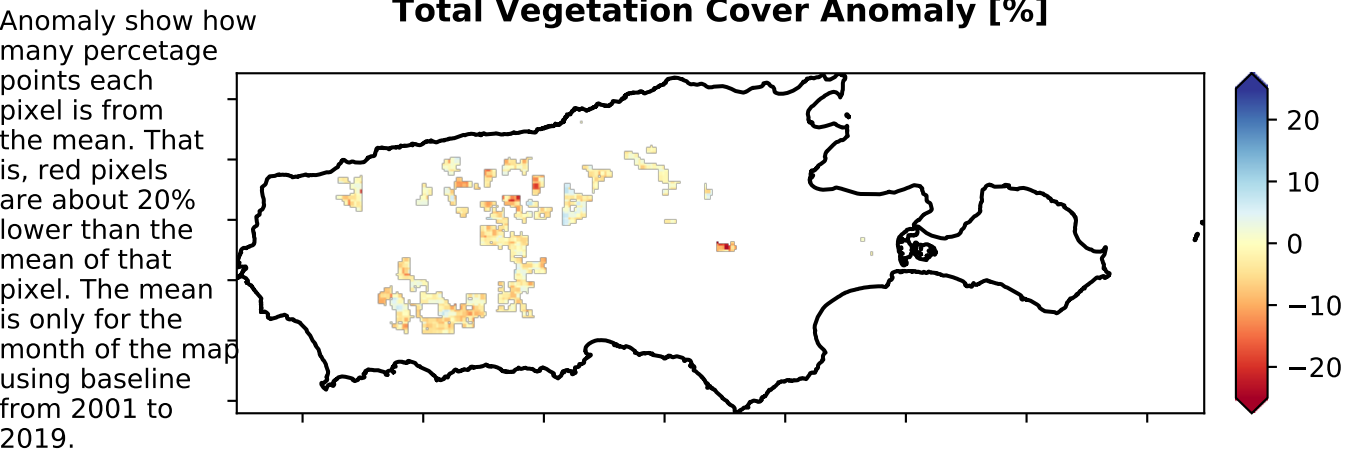 Total Vegetation Cover Anomaly [%]
Anomaly show how
many percetage
points each
pixel is from
the mean. That
is, red pixels
are about 20%
lower than the
mean of that
pixel. The mean
is only for the
month of the map
using baseline
from 2001 to
2019.
20
10
0
−10
−20